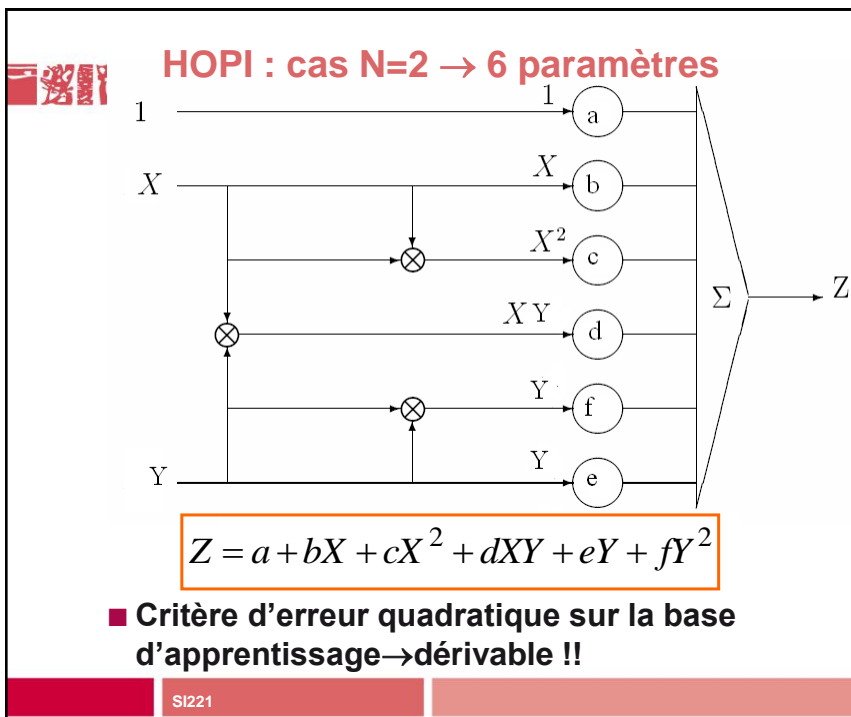 HOPI : cas N=2 → 6 paramètres
1
1
a
X
X
b
X²
c
Σ
Z
X Y
d
Y
f
Y
Y
e
Z = a + bX + cX² + dXY + eY + fY²
Critère d'erreur quadratique sur la base
d'apprentissage→dérivable !!
SI221